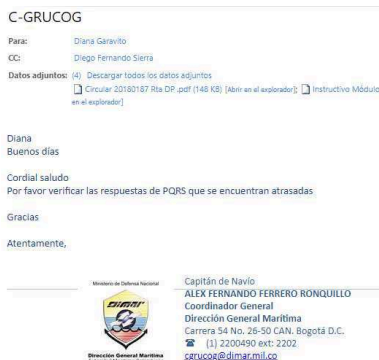 C-GRUCOG
Para: Diana Garavito
CC: Diego Fernando Sierra
Datos adjuntos: (4) Descargar todos los datos adjuntos
Circular 20180187 Rta DP .pdf (148 KB) [Abrir en el explorador]; Instructivo Módulo
en el explorador]
Diana
Buenos días
Cordial saludo
Por favor verificar las respuestas de PQRS que se encuentran atrasadas
Gracias
Atentamente,
Ministerio de Defensa Nacional
DIMAR
Dirección General Marítima
Capitán de Navío
ALEX FERNANDO FERRERO RONQUILLO
Coordinador General
Dirección General Marítima
Carrera 54 No. 26-50 CAN. Bogotá D.C.
(1) 2200490 ext: 2202
cgrucog@dimar.mil.co